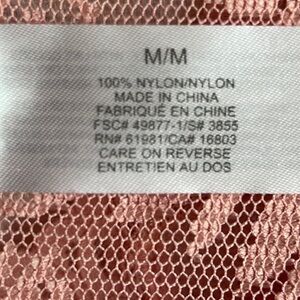 M/M
100% NYLON/NYLON
MADE IN CHINA
FABRIQUÉ EN CHINE
FSC# 49877-1/S# 3855
RN# 61981/CA# 16803
CARE ON REVERSE
ENTRETIEN AU DOS